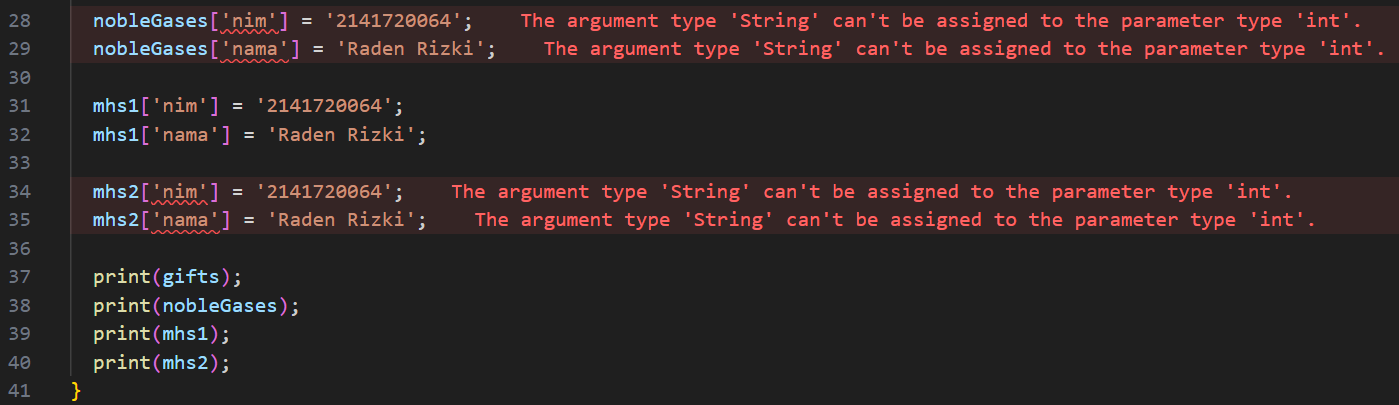 28 nobleGases['nim'] = '2141720064'; The argument type 'String' can't be assigned to the parameter type 'int'.
29 nobleGases['nama'] = 'Raden Rizki'; The argument type 'String' can't be assigned to the parameter type 'int'.
30
31 mhs1['nim'] = '2141720064';
32 mhs1['nama'] = 'Raden Rizki';
33
34 mhs2['nim'] = '2141720064'; The argument type 'String' can't be assigned to the parameter type 'int'.
35 mhs2['nama'] = 'Raden Rizki'; The argument type 'String' can't be assigned to the parameter type 'int'.
36
37 print(gifts);
38 print(nobleGases);
39 print(mhs1);
40 print(mhs2);
41 }